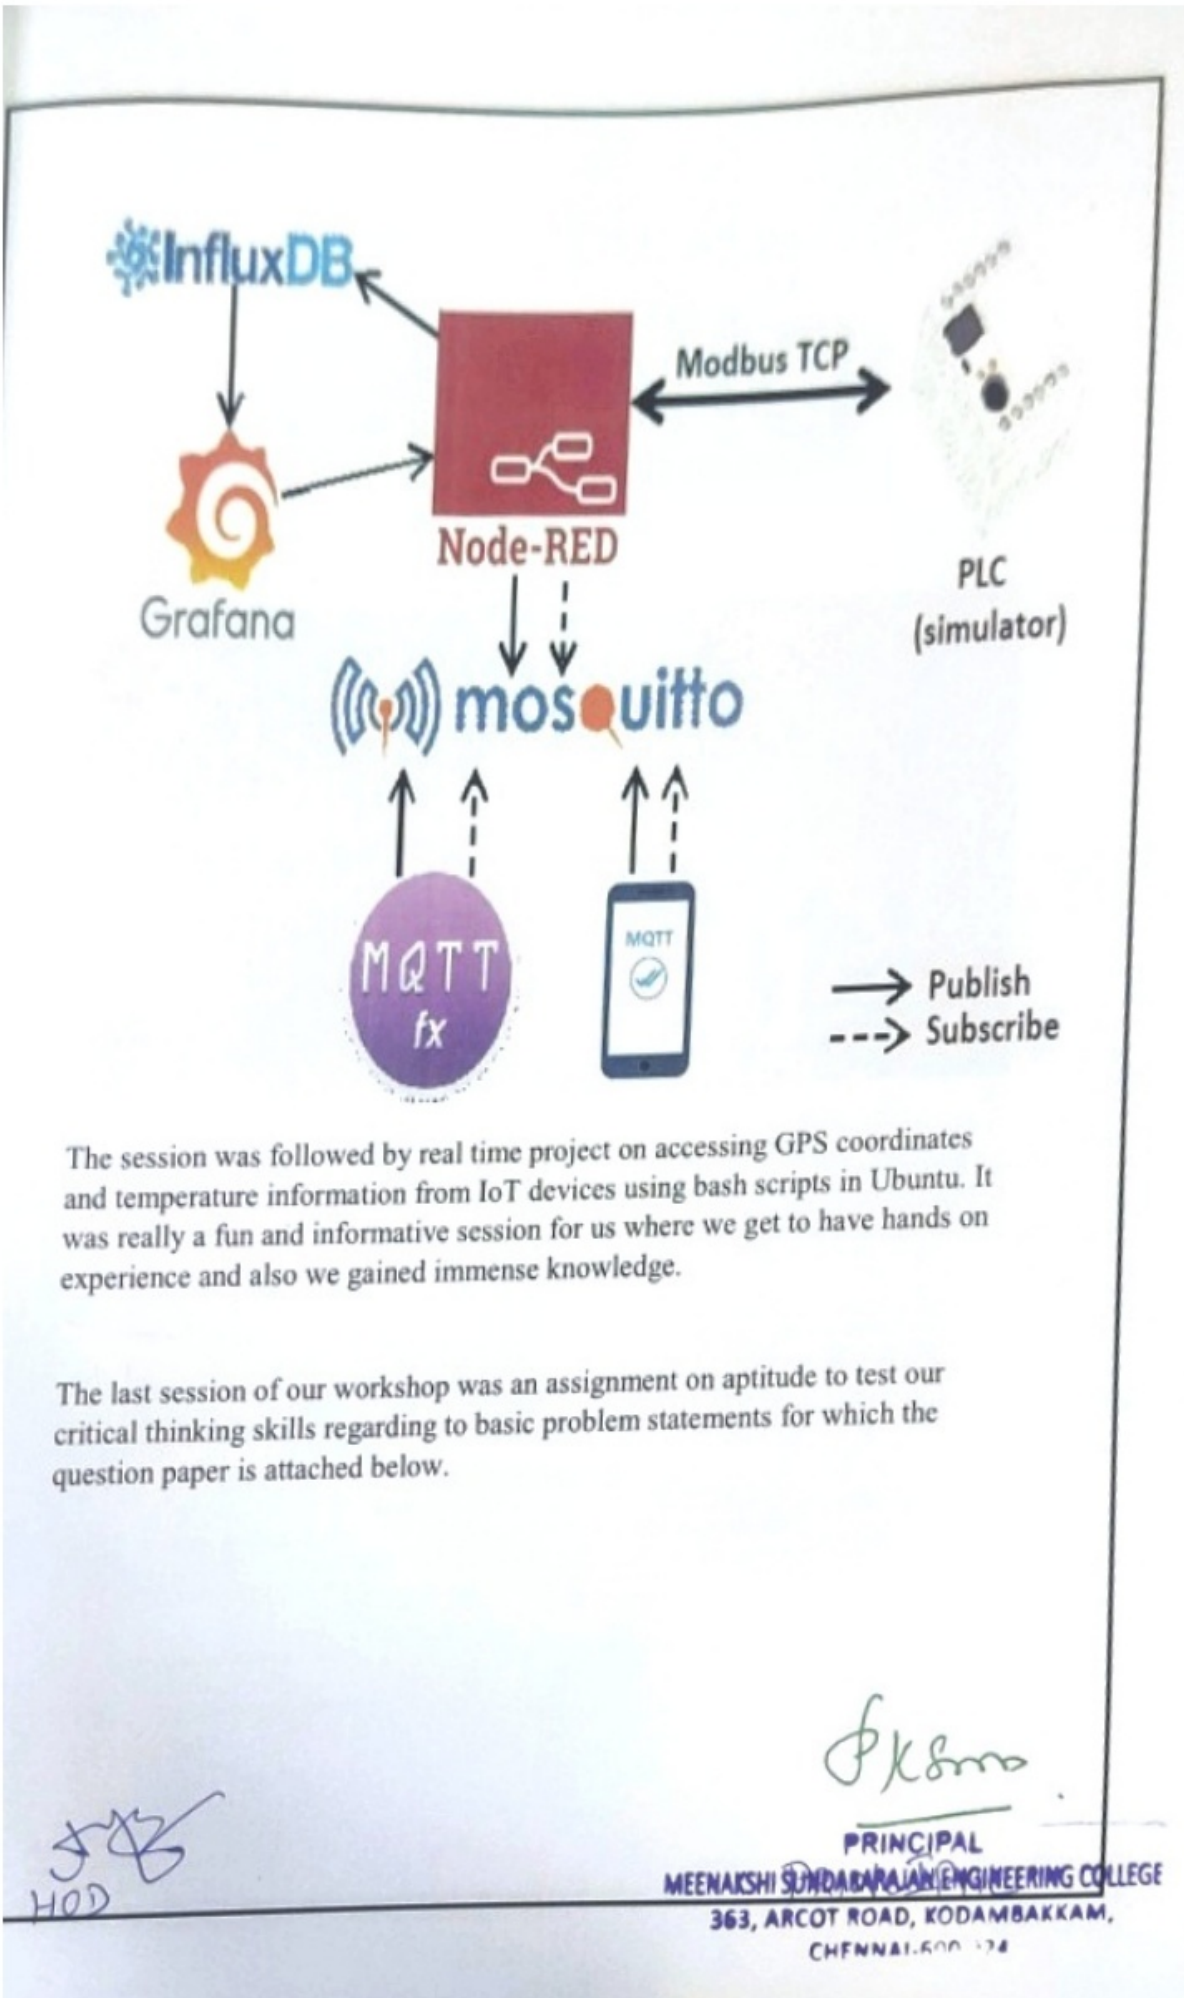 InfluxDB
Modbus TCP
Node-RED
Grafana
PLC
(simulator)
mosquitto
MQTT
fx
MQTT
Publish
Subscribe
The session was followed by real time project on accessing GPS coordinates
and temperature information from IoT devices using bash scripts in Ubuntu. It
was really a fun and informative session for us where we get to have hands on
experience and also we gained immense knowledge.
The last session of our workshop was an assignment on aptitude to test our
critical thinking skills regarding to basic problem statements for which the
question paper is attached below.
HOD
PRINCIPAL
MEENAKSHI SUNDARARAJAN ENGINEERING COLLEGE
363, ARCOT ROAD, KODAMBAKKAM,